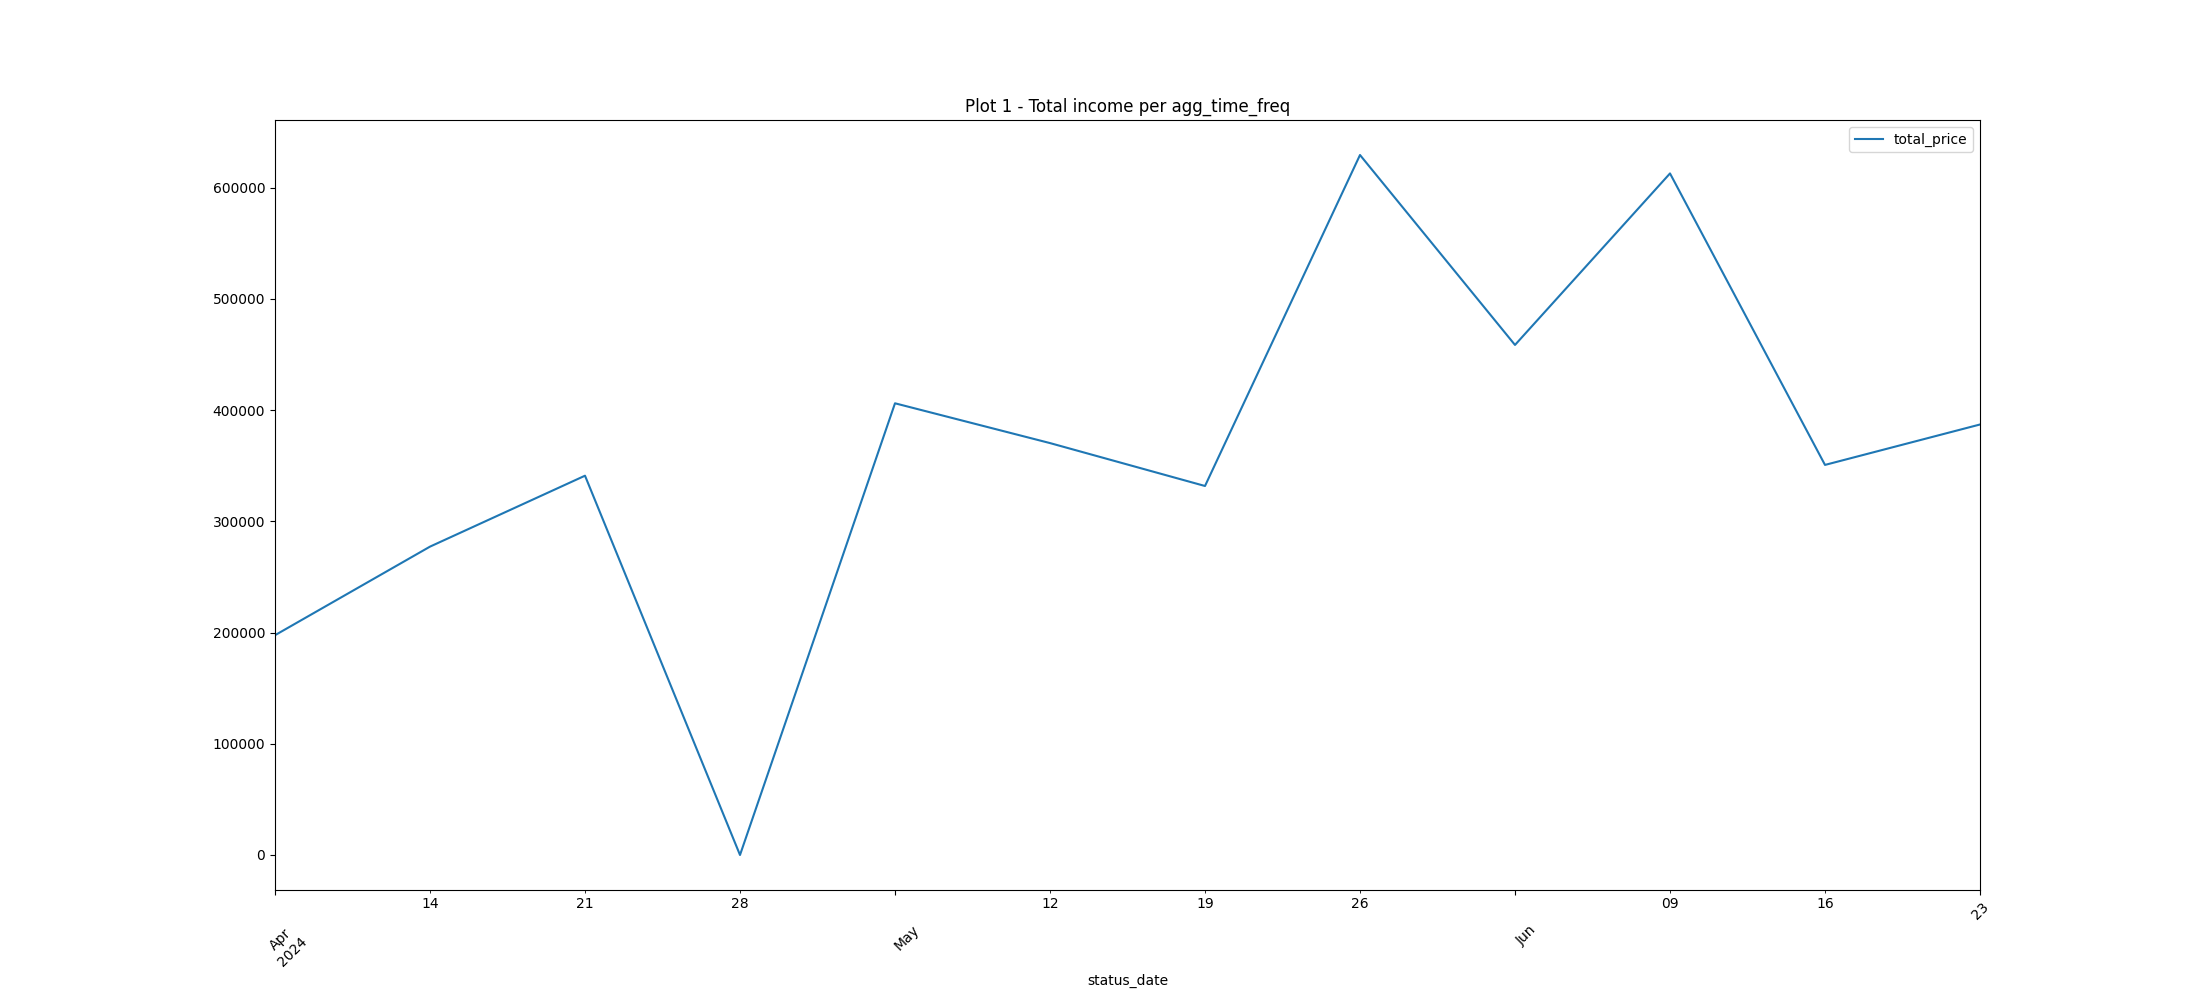 Plot 1 - Total income per agg_time_freq
total_price
600000
500000
400000
300000
200000
100000
0
14
21
28
12
19
26
09
16
23
Apr
2024
May
Jun
status_date